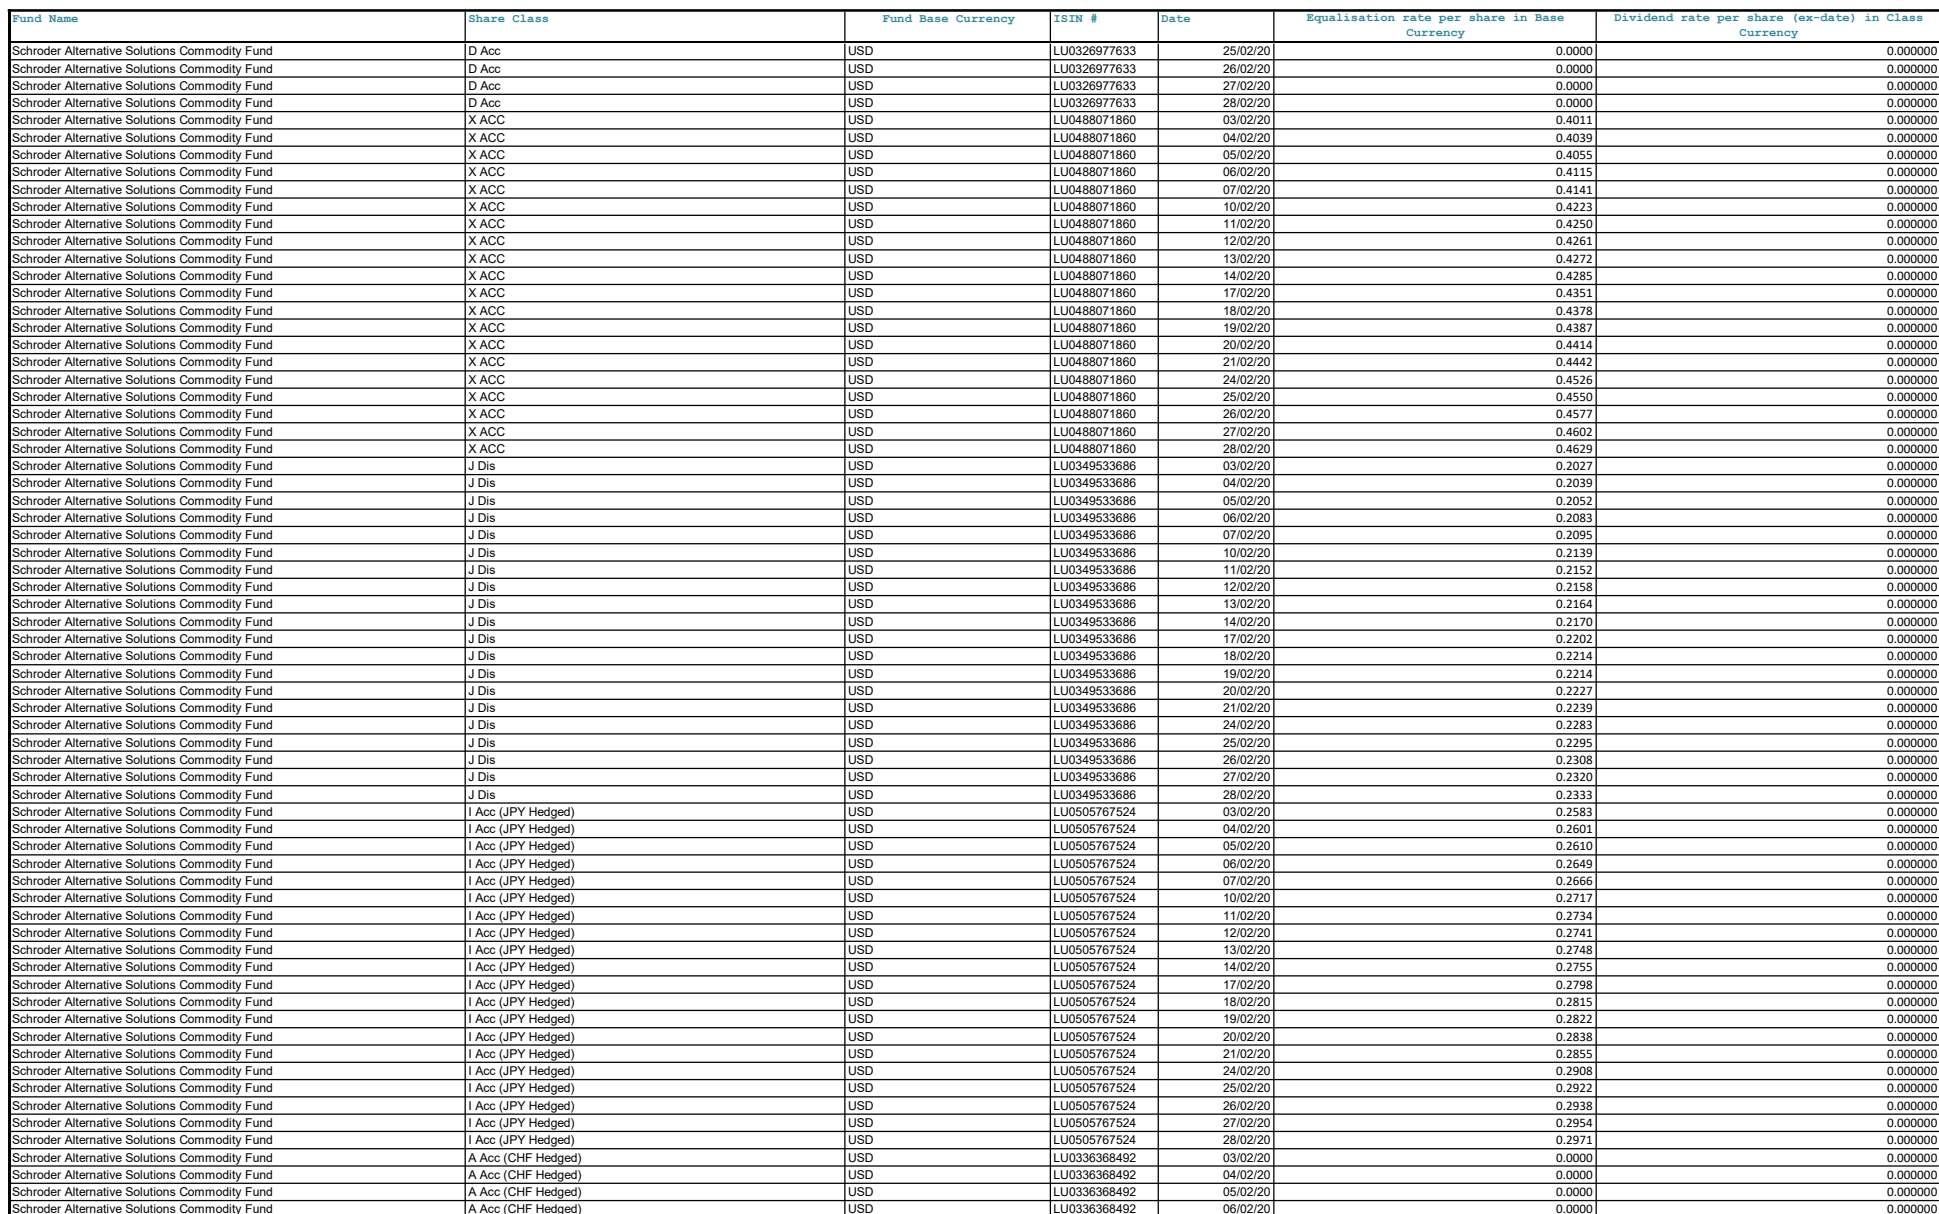 Fund Name Share Class Fund Base Currency ISIN # Date Equalisation rate per share in Base Currency Dividend rate per share (ex-date) in Class Currency
Schroder Alternative Solutions Commodity Fund D Acc USD LU0326977633 25/02/20 0.0000 0.000000
Schroder Alternative Solutions Commodity Fund D Acc USD LU0326977633 26/02/20 0.0000 0.000000
Schroder Alternative Solutions Commodity Fund D Acc USD LU0326977633 27/02/20 0.0000 0.000000
Schroder Alternative Solutions Commodity Fund D Acc USD LU0326977633 28/02/20 0.0000 0.000000
Schroder Alternative Solutions Commodity Fund X ACC USD LU0488071860 03/02/20 0.4011 0.000000
Schroder Alternative Solutions Commodity Fund X ACC USD LU0488071860 04/02/20 0.4039 0.000000
Schroder Alternative Solutions Commodity Fund X ACC USD LU0488071860 05/02/20 0.4055 0.000000
Schroder Alternative Solutions Commodity Fund X ACC USD LU0488071860 06/02/20 0.4115 0.000000
Schroder Alternative Solutions Commodity Fund X ACC USD LU0488071860 07/02/20 0.4141 0.000000
Schroder Alternative Solutions Commodity Fund X ACC USD LU0488071860 10/02/20 0.4223 0.000000
Schroder Alternative Solutions Commodity Fund X ACC USD LU0488071860 11/02/20 0.4250 0.000000
Schroder Alternative Solutions Commodity Fund X ACC USD LU0488071860 12/02/20 0.4261 0.000000
Schroder Alternative Solutions Commodity Fund X ACC USD LU0488071860 13/02/20 0.4272 0.000000
Schroder Alternative Solutions Commodity Fund X ACC USD LU0488071860 14/02/20 0.4285 0.000000
Schroder Alternative Solutions Commodity Fund X ACC USD LU0488071860 17/02/20 0.4351 0.000000
Schroder Alternative Solutions Commodity Fund X ACC USD LU0488071860 18/02/20 0.4378 0.000000
Schroder Alternative Solutions Commodity Fund X ACC USD LU0488071860 19/02/20 0.4387 0.000000
Schroder Alternative Solutions Commodity Fund X ACC USD LU0488071860 20/02/20 0.4414 0.000000
Schroder Alternative Solutions Commodity Fund X ACC USD LU0488071860 21/02/20 0.4442 0.000000
Schroder Alternative Solutions Commodity Fund X ACC USD LU0488071860 24/02/20 0.4526 0.000000
Schroder Alternative Solutions Commodity Fund X ACC USD LU0488071860 25/02/20 0.4550 0.000000
Schroder Alternative Solutions Commodity Fund X ACC USD LU0488071860 26/02/20 0.4577 0.000000
Schroder Alternative Solutions Commodity Fund X ACC USD LU0488071860 27/02/20 0.4602 0.000000
Schroder Alternative Solutions Commodity Fund X ACC USD LU0488071860 28/02/20 0.4629 0.000000
Schroder Alternative Solutions Commodity Fund J Dis USD LU0349533686 03/02/20 0.2027 0.000000
Schroder Alternative Solutions Commodity Fund J Dis USD LU0349533686 04/02/20 0.2039 0.000000
Schroder Alternative Solutions Commodity Fund J Dis USD LU0349533686 05/02/20 0.2052 0.000000
Schroder Alternative Solutions Commodity Fund J Dis USD LU0349533686 06/02/20 0.2083 0.000000
Schroder Alternative Solutions Commodity Fund J Dis USD LU0349533686 07/02/20 0.2095 0.000000
Schroder Alternative Solutions Commodity Fund J Dis USD LU0349533686 10/02/20 0.2139 0.000000
Schroder Alternative Solutions Commodity Fund J Dis USD LU0349533686 11/02/20 0.2152 0.000000
Schroder Alternative Solutions Commodity Fund J Dis USD LU0349533686 12/02/20 0.2158 0.000000
Schroder Alternative Solutions Commodity Fund J Dis USD LU0349533686 13/02/20 0.2164 0.000000
Schroder Alternative Solutions Commodity Fund J Dis USD LU0349533686 14/02/20 0.2170 0.000000
Schroder Alternative Solutions Commodity Fund J Dis USD LU0349533686 17/02/20 0.2202 0.000000
Schroder Alternative Solutions Commodity Fund J Dis USD LU0349533686 18/02/20 0.2214 0.000000
Schroder Alternative Solutions Commodity Fund J Dis USD LU0349533686 19/02/20 0.2214 0.000000
Schroder Alternative Solutions Commodity Fund J Dis USD LU0349533686 20/02/20 0.2227 0.000000
Schroder Alternative Solutions Commodity Fund J Dis USD LU0349533686 21/02/20 0.2239 0.000000
Schroder Alternative Solutions Commodity Fund J Dis USD LU0349533686 24/02/20 0.2283 0.000000
Schroder Alternative Solutions Commodity Fund J Dis USD LU0349533686 25/02/20 0.2295 0.000000
Schroder Alternative Solutions Commodity Fund J Dis USD LU0349533686 26/02/20 0.2308 0.000000
Schroder Alternative Solutions Commodity Fund J Dis USD LU0349533686 27/02/20 0.2320 0.000000
Schroder Alternative Solutions Commodity Fund J Dis USD LU0349533686 28/02/20 0.2333 0.000000
Schroder Alternative Solutions Commodity Fund I Acc (JPY Hedged) USD LU0505767524 03/02/20 0.2583 0.000000
Schroder Alternative Solutions Commodity Fund I Acc (JPY Hedged) USD LU0505767524 04/02/20 0.2601 0.000000
Schroder Alternative Solutions Commodity Fund I Acc (JPY Hedged) USD LU0505767524 05/02/20 0.2610 0.000000
Schroder Alternative Solutions Commodity Fund I Acc (JPY Hedged) USD LU0505767524 06/02/20 0.2649 0.000000
Schroder Alternative Solutions Commodity Fund I Acc (JPY Hedged) USD LU0505767524 07/02/20 0.2666 0.000000
Schroder Alternative Solutions Commodity Fund I Acc (JPY Hedged) USD LU0505767524 10/02/20 0.2717 0.000000
Schroder Alternative Solutions Commodity Fund I Acc (JPY Hedged) USD LU0505767524 11/02/20 0.2734 0.000000
Schroder Alternative Solutions Commodity Fund I Acc (JPY Hedged) USD LU0505767524 12/02/20 0.2741 0.000000
Schroder Alternative Solutions Commodity Fund I Acc (JPY Hedged) USD LU0505767524 13/02/20 0.2748 0.000000
Schroder Alternative Solutions Commodity Fund I Acc (JPY Hedged) USD LU0505767524 14/02/20 0.2755 0.000000
Schroder Alternative Solutions Commodity Fund I Acc (JPY Hedged) USD LU0505767524 17/02/20 0.2798 0.000000
Schroder Alternative Solutions Commodity Fund I Acc (JPY Hedged) USD LU0505767524 18/02/20 0.2815 0.000000
Schroder Alternative Solutions Commodity Fund I Acc (JPY Hedged) USD LU0505767524 19/02/20 0.2822 0.000000
Schroder Alternative Solutions Commodity Fund I Acc (JPY Hedged) USD LU0505767524 20/02/20 0.2838 0.000000
Schroder Alternative Solutions Commodity Fund I Acc (JPY Hedged) USD LU0505767524 21/02/20 0.2855 0.000000
Schroder Alternative Solutions Commodity Fund I Acc (JPY Hedged) USD LU0505767524 24/02/20 0.2908 0.000000
Schroder Alternative Solutions Commodity Fund I Acc (JPY Hedged) USD LU0505767524 25/02/20 0.2922 0.000000
Schroder Alternative Solutions Commodity Fund I Acc (JPY Hedged) USD LU0505767524 26/02/20 0.2938 0.000000
Schroder Alternative Solutions Commodity Fund I Acc (JPY Hedged) USD LU0505767524 27/02/20 0.2954 0.000000
Schroder Alternative Solutions Commodity Fund I Acc (JPY Hedged) USD LU0505767524 28/02/20 0.2971 0.000000
Schroder Alternative Solutions Commodity Fund A Acc (CHF Hedged) USD LU0336368492 03/02/20 0.0000 0.000000
Schroder Alternative Solutions Commodity Fund A Acc (CHF Hedged) USD LU0336368492 04/02/20 0.0000 0.000000
Schroder Alternative Solutions Commodity Fund A Acc (CHF Hedged) USD LU0336368492 05/02/20 0.0000 0.000000
Schroder Alternative Solutions Commodity Fund A Acc (CHF Hedged) USD LU0336368492 06/02/20 0.0000 0.000000